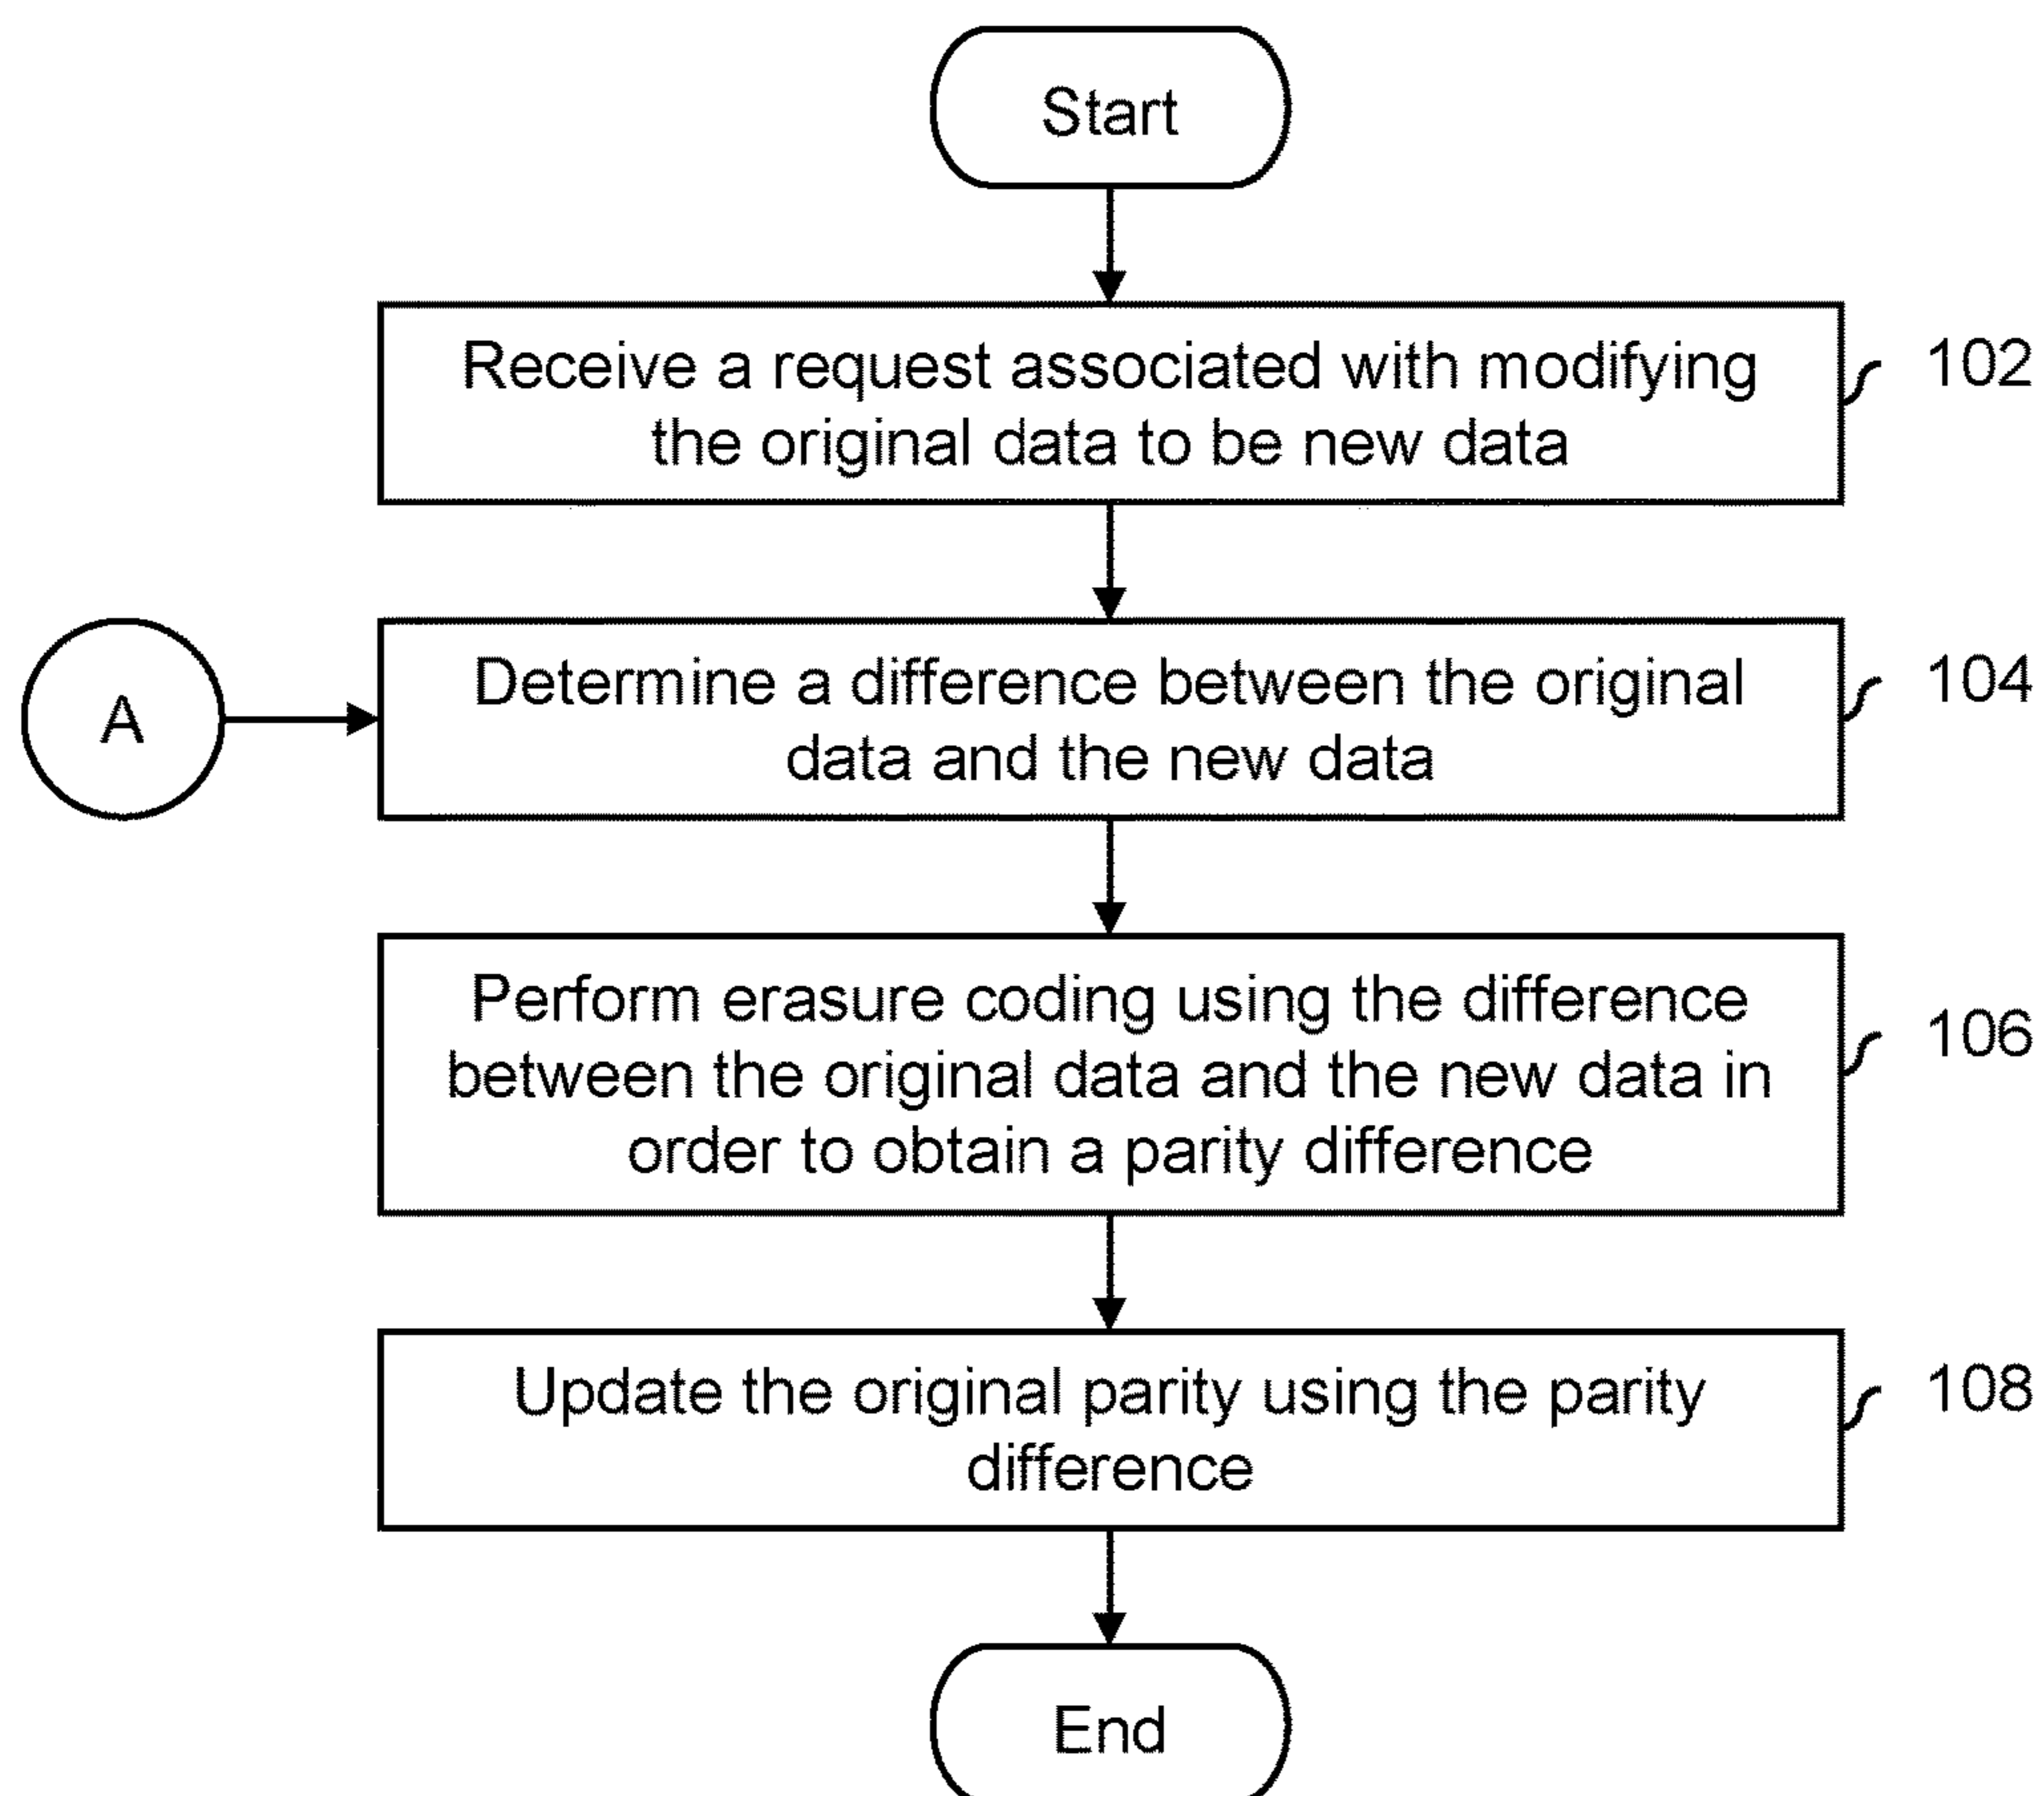 Start
Receive a request associated with modifying
the original data to be new data
102
A
Determine a difference between the original
data and the new data
104
Perform erasure coding using the difference
between the original data and the new data in
order to obtain a parity difference
106
Update the original parity using the parity
difference
108
End